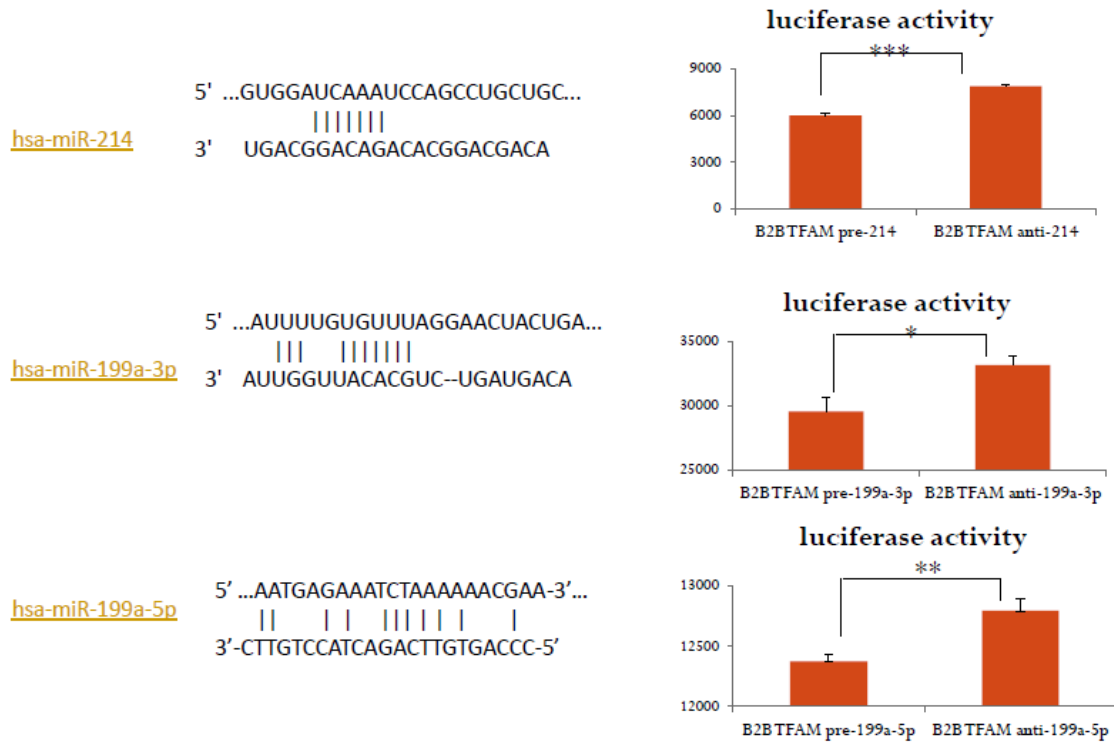 luciferase activity
***
5' ...GUGGAUCAAAUCCAGCCUGCUGC...
|||||||
hsa-miR-214
3' UGACGGACAGACACGGACGACA
9000
6000
3000
0
B2BTFAM pre-214 B2BTFAM anti-214
luciferase activity
*
5' ...AUUUUGUGUUUAGGAACUACUGA...
||| |||||||
hsa-miR-199a-3p
3' AUUGGUUACACGUC--UGAUGACA
35000
30000
25000
B2BTFAM pre-199a-3p B2BTFAM anti-199a-3p
luciferase activity
**
5’ ...AATGAGAAATCTAAAAAACGAA-3’...
|| | | ||| | | | |
hsa-miR-199a-5p
3’-CTTGTCCATCAGACTTGTGACCC-5’
13000
12500
12000
B2BTFAM pre-199a-5p B2BTFAM anti-199a-5p